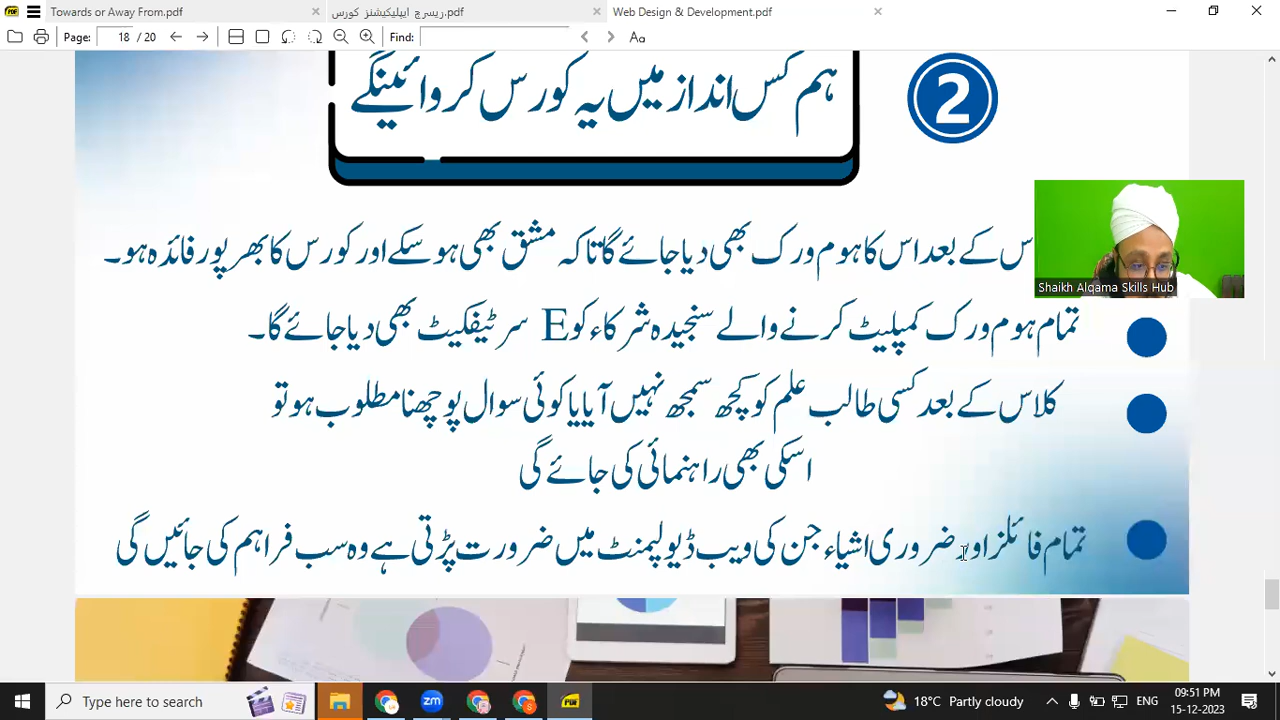 Towards or Away From.pdf
ریسرچ ایپلیکیشنز کورس.pdf
Web Design & Development.pdf
Page: 18 / 20 Find: Aa
ہم کس انداز میں یہ کورس کروائینگے
2
س کے بعد اس کا ہوم ورک بھی دیا جائے گا تاکہ مشق بھی ہوسکے اور کورس کا بھرپور فائدہ ہو۔
Shaikh Alqama Skills Hub
تمام ہوم ورک کمپلیٹ کرنے والے سنجیدہ شرکاء کو E سرٹیفکیٹ بھی دیا جائے گا۔
کلاس کے بعد کسی طالب علم کو کچھ سمجھ نہیں آیا یا کوئی سوال پوچھنا مطلوب ہو تو
اسکی بھی راہنمائی کی جائے گی
تمام فائلز اور ضروری اشیاء جن کی ویب ڈیولپمنٹ میں ضرورت پڑتی ہے وہ سب فراہم کی جائیں گی
Type here to search
zm
PDF
18°C Partly cloudy
ENG
09:51 PM
15-12-2023